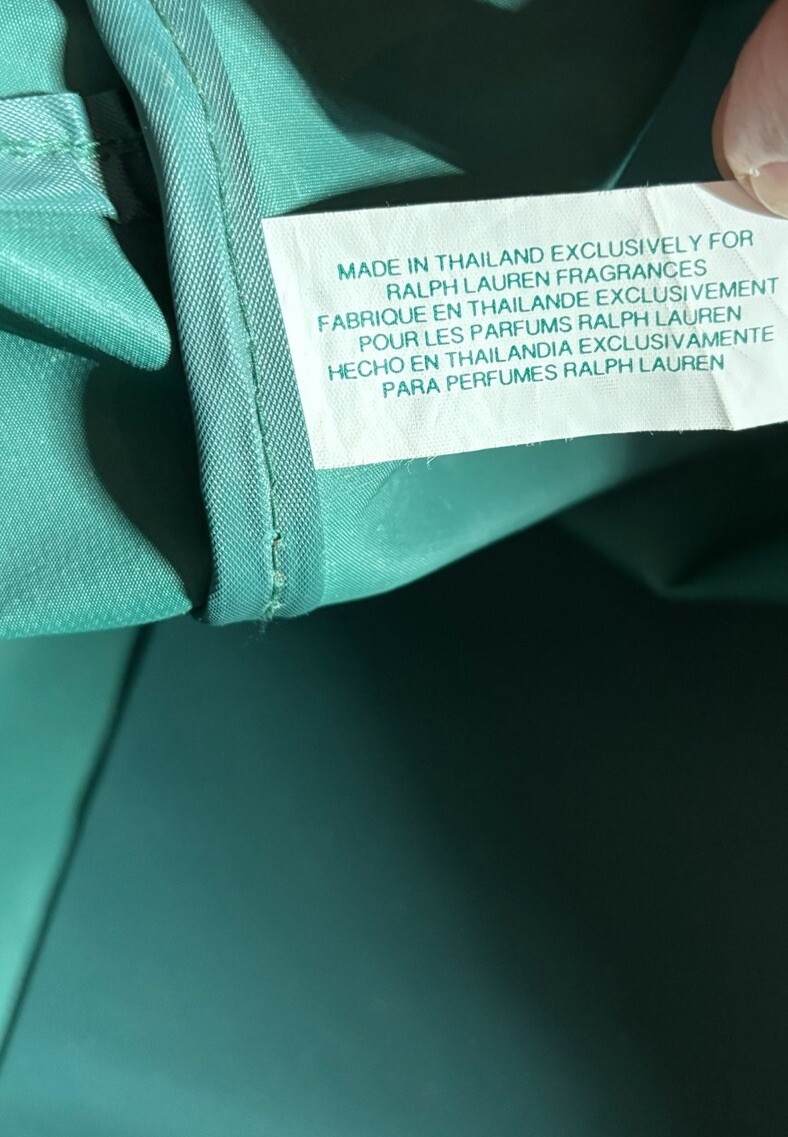 MADE IN THAILAND EXCLUSIVELY FOR
RALPH LAUREN FRAGRANCES
FABRIQUE EN THAILANDE EXCLUSIVEMENT
POUR LES PARFUMS RALPH LAUREN
HECHO EN THAILANDIA EXCLUSIVAMENTE
PARA PERFUMES RALPH LAUREN